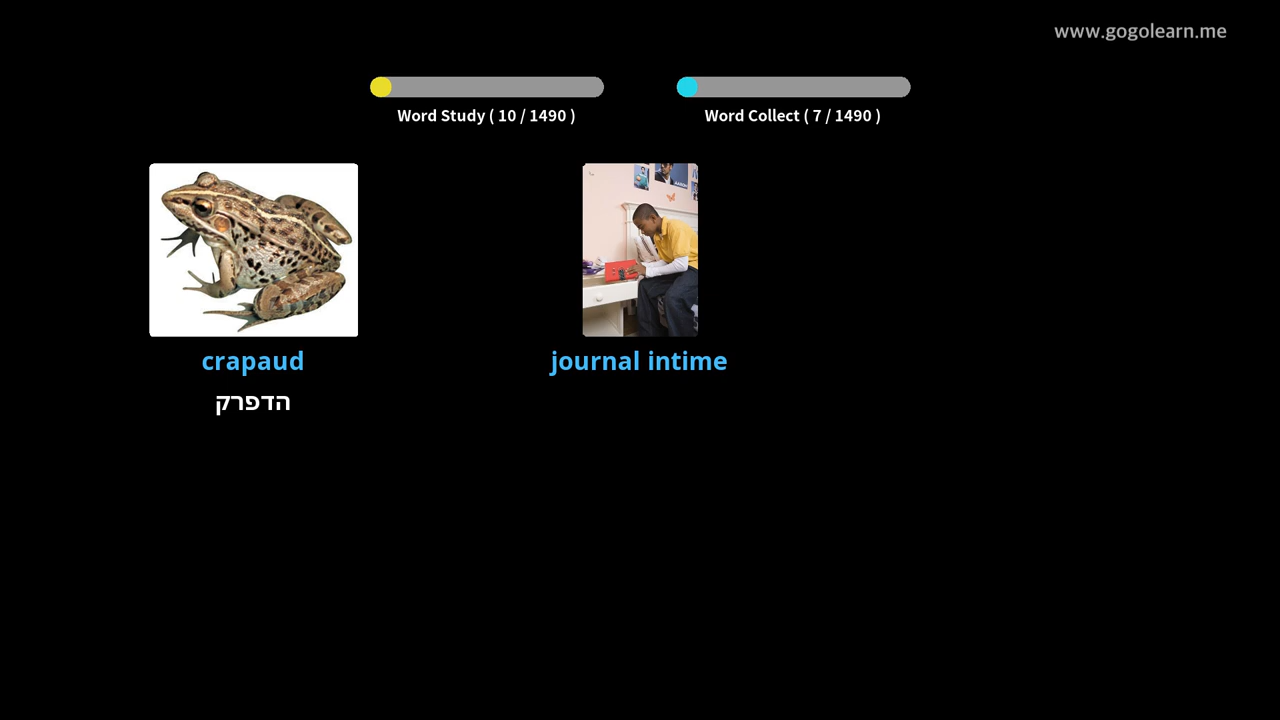 www.gogolearn.me
Word Study ( 10 / 1490 )
Word Collect ( 7 / 1490 )
crapaud
הדפרק
journal intime